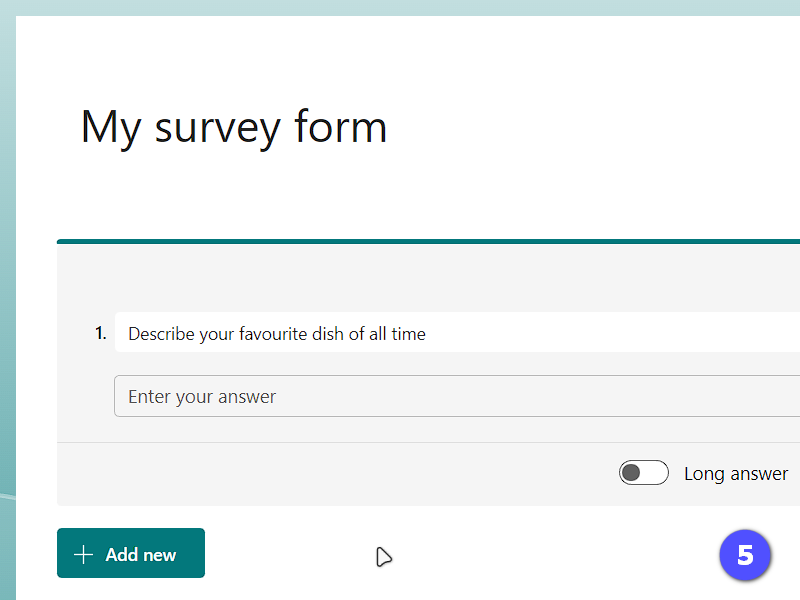 My survey form
1. Describe your favourite dish of all time
Enter your answer
Long answer
Add new
5